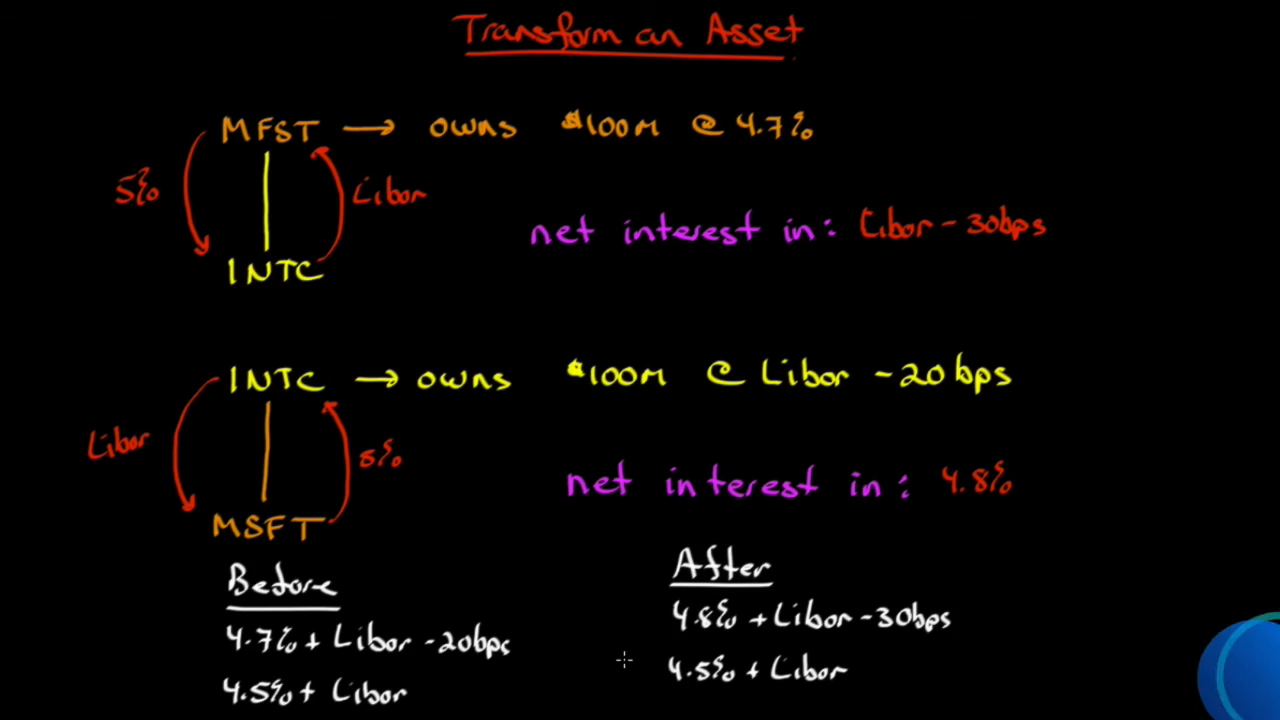 Transform an Asset
MFST → owns $100M @ 4.7%
5%
Libor
net interest in: Libor - 30bps
INTC
INTC → owns $100M @ Libor - 20bps
Libor
5%
net interest in: 4.8%
MSFT
Before
After
4.7% + Libor - 20bps
4.8% + Libor - 30bps
4.5% + Libor
4.5% + Libor